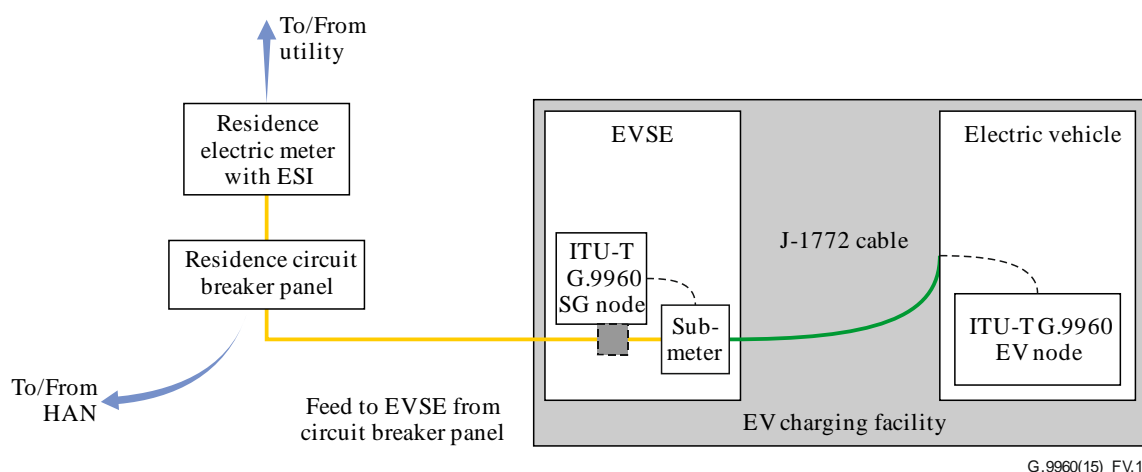 To/From
utility
Residence
electric meter
with ESI
Residence circuit
breaker panel
To/From
HAN
Feed to EVSE from
circuit breaker panel
EVSE
ITU-T
G.9960
SG node
Sub-
meter
J-1772 cable
Electric vehicle
ITU-T G.9960
EV node
EV charging facility
G.9960(15)_FV.1